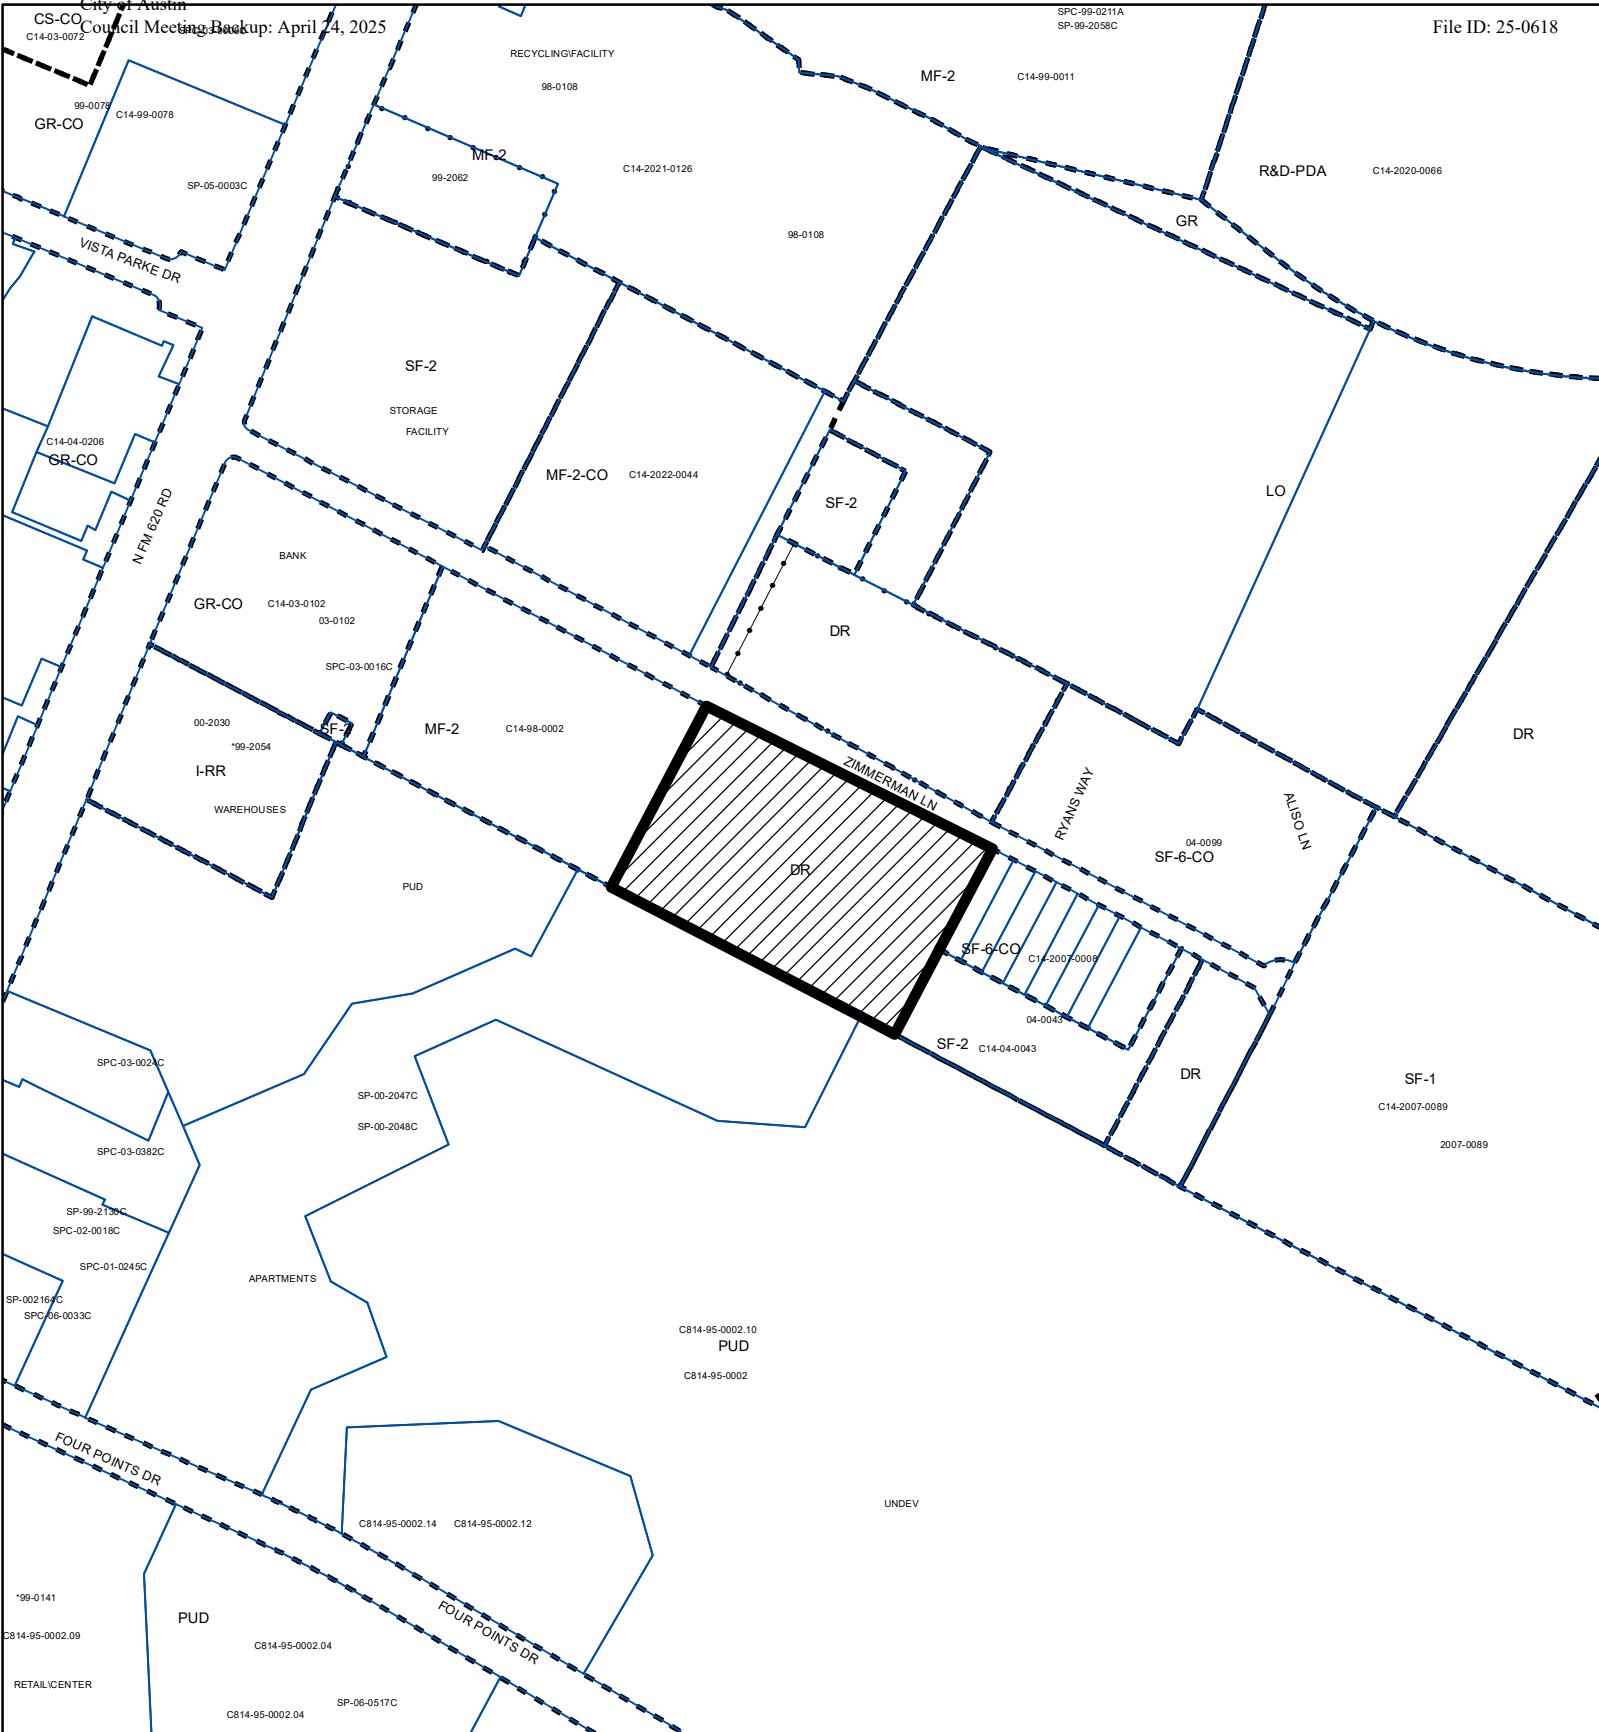 City of Austin
Council Meeting Backup: April 24, 2025
File ID: 25-0618
CS-CO
C14-03-0072
SPC-99-0211A
SP-99-2058C
RECYCLING\FACILITY
98-0108
MF-2
C14-99-0011
99-0078
C14-99-0078
GR-CO
MF-2
99-2062
C14-2021-0126
R&D-PDA
C14-2020-0066
SP-05-0003C
GR
98-0108
VISTA PARKE DR
SF-2
STORAGE
FACILITY
C14-04-0206
GR-CO
MF-2-CO
C14-2022-0044
SF-2
LO
N FM 620 RD
BANK
GR-CO
C14-03-0102
03-0102
DR
SPC-03-0016C
00-2030
SF-2
MF-2
C14-98-0002
*99-2054
I-RR
WAREHOUSES
DR
ZIMMERMAN LN
RYANS WAY
ALISO LN
04-0099
SF-6-CO
DR
PUD
SF-6-CO
C14-2007-0008
04-0043
SF-2
C14-04-0043
SPC-03-0024C
DR
SF-1
SP-00-2047C
C14-2007-0089
SP-00-2048C
2007-0089
SPC-03-0382C
SP-99-2130C
SPC-02-0018C
SPC-01-0245C
APARTMENTS
SP-002164C
SPC-06-0033C
C814-95-0002.10
PUD
C814-95-0002
FOUR POINTS DR
UNDEV
C814-95-0002.14
C814-95-0002.12
*99-0141
PUD
FOUR POINTS DR
C814-95-0002.09
C814-95-0002.04
RETAIL\CENTER
SP-06-0517C
C814-95-0002.04